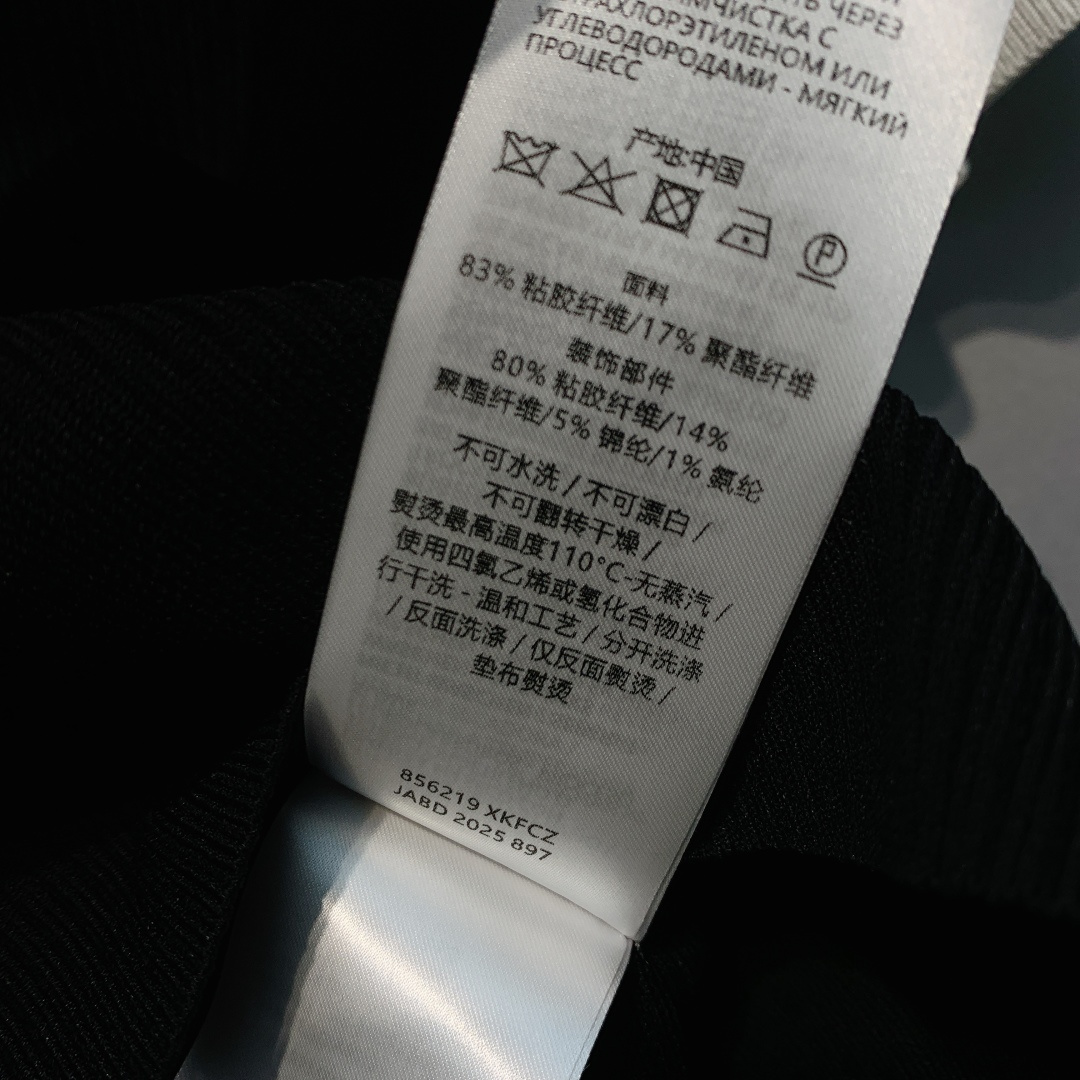 ЧЕРЕЗ
С
УГЛЕВОДОРОДАМИ - МЯГКИЙ
ПРОЦЕСС
产地:中国
P
面料
83% 粘胶纤维/17% 聚酯纤维
装饰部件
80% 粘胶纤维/14%
聚酯纤维/5% 锦纶/1% 氨纶
不可水洗 / 不可漂白 /
不可翻转干燥 /
熨烫最高温度110°C-无蒸汽 /
使用四氯乙烯或氢化合物进
行干洗 - 温和工艺 / 分开洗涤
/ 反面洗涤 / 仅反面熨烫 /
垫布熨烫
856219 XKFCZ
JABD 2025 897